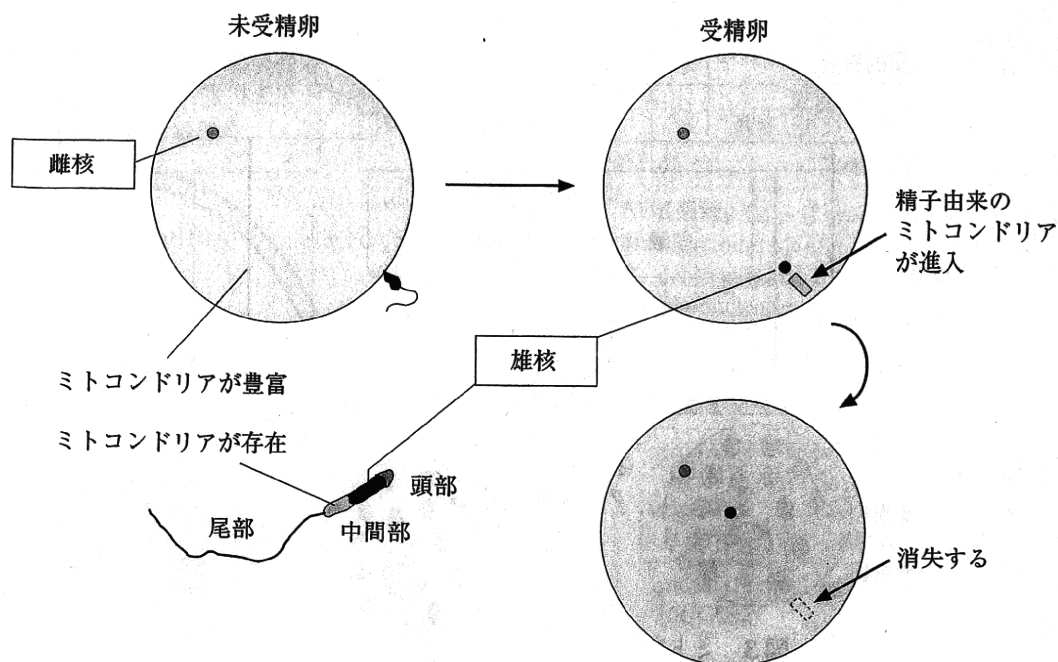 未受精卵
受精卵
雌核
精子由来の
ミトコンドリア
が進入
雄核
ミトコンドリアが豊富
ミトコンドリアが存在
頭部
尾部
中間部
消失する